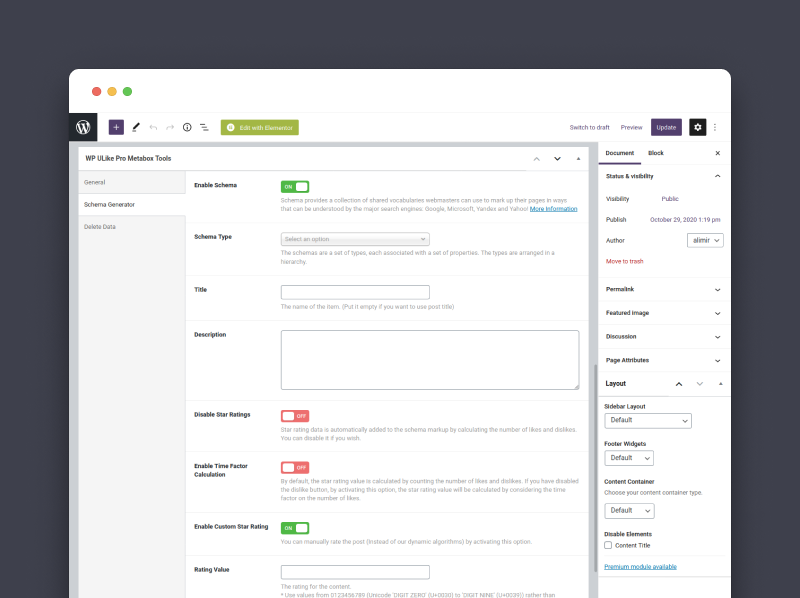 Edit with Elementor
Switch to draft
Preview
Update
WP ULike Pro Metabox Tools
General
Schema Generator
Delete Data
Enable Schema
ON
Schema provides a collection of shared vocabularies webmasters can use to mark up their pages in ways
that can be understood by the major search engines: Google, Microsoft, Yandex and Yahoo! More Information
Schema Type
Select an option
The schemas are a set of types, each associated with a set of properties. The types are arranged in a
hierarchy.
Title
The name of the item. (Put it empty if you want to use post title)
Description
Disable Star Ratings
OFF
Star rating data is automatically added to the schema markup by calculating the number of likes and dislikes.
You can disable it if you wish.
Enable Time Factor
Calculation
OFF
By default, the star rating value is calculated by counting the number of likes and dislikes. If you have disabled
the dislike button, by activating this option, the star rating value will be calculated by considering the time
factor on the number of likes.
Enable Custom Star Rating
ON
You can manually rate the post (instead of our dynamic algorithms) by activating this option.
Rating Value
The rating for the content.
* Use values from 0123456789 (Unicode 'DIGIT ZERO' (U+0030) to 'DIGIT NINE' (U+0039)) rather than
Document
Block
Status & visibility
Visibility
Public
Publish
October 29, 2020 1:19 pm
Author
alimir
Move to trash
Permalink
Featured image
Discussion
Page Attributes
Layout
Sidebar Layout
Default
Footer Widgets
Default
Content Container
Choose your content container type.
Default
Disable Elements
Content Title
Premium module available